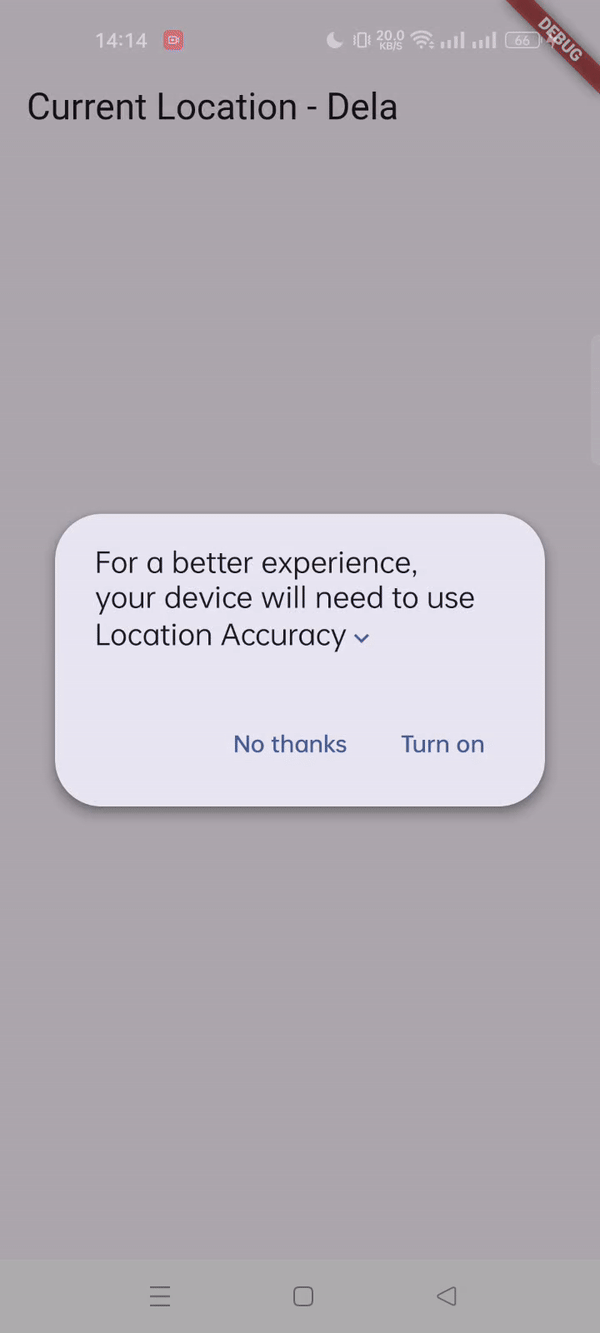 14:14
20.0
KB/S
66
DEBUG
Current Location - Dela
For a better experience,
your device will need to use
Location Accuracy
No thanks
Turn on